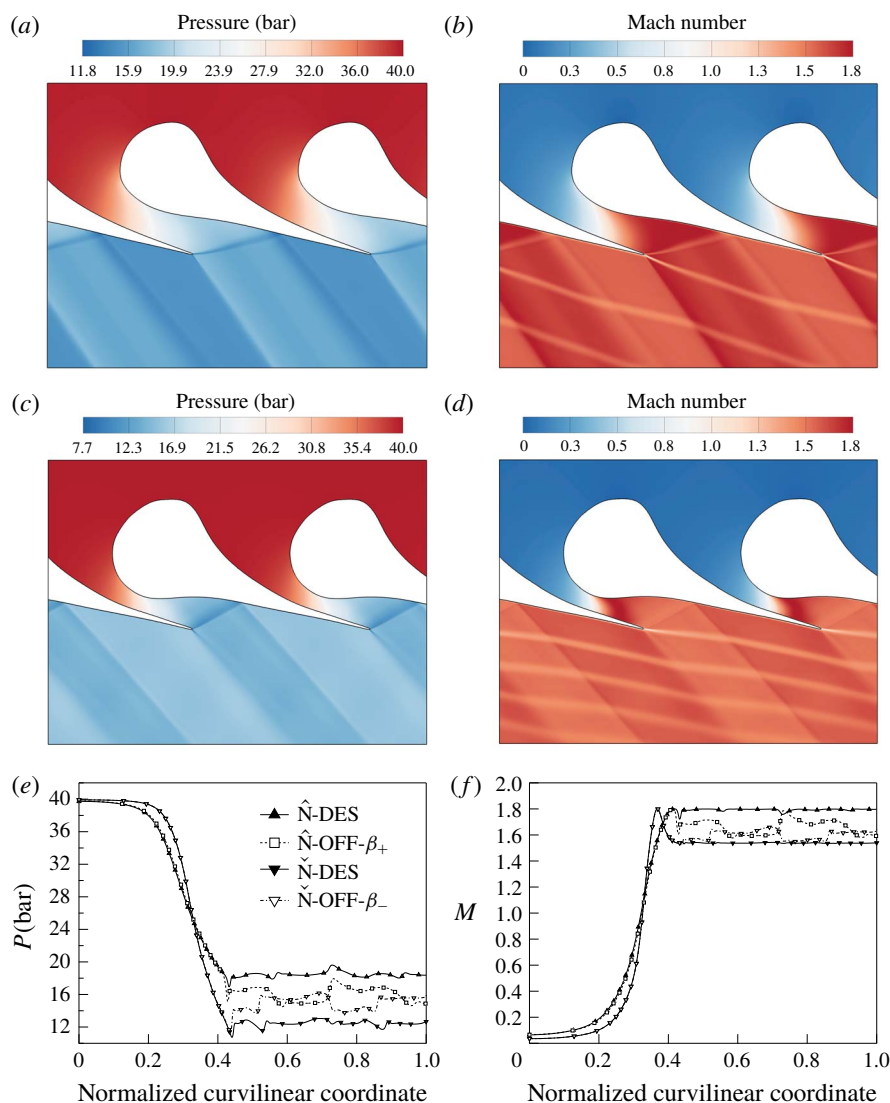 (a) Pressure (bar)
11.8 15.9 19.9 23.9 27.9 32.0 36.0 40.0
(b) Mach number
0 0.3 0.5 0.8 1.0 1.3 1.5 1.8
(c) Pressure (bar)
7.7 12.3 16.9 21.5 26.2 30.8 35.4 40.0
(d) Mach number
0 0.3 0.5 0.8 1.0 1.3 1.5 1.8
(e)
P(bar)
40
36
32
28
24
20
16
12
0 0.2 0.4 0.6 0.8 1.0
Normalized curvilinear coordinate
N̂-DES
N̂-OFF-β₊
Ň-DES
Ň-OFF-β₋
(f)
M
2.0
1.8
1.6
1.4
1.2
1.0
0.8
0.6
0.4
0.2
0 0.2 0.4 0.6 0.8 1.0
Normalized curvilinear coordinate